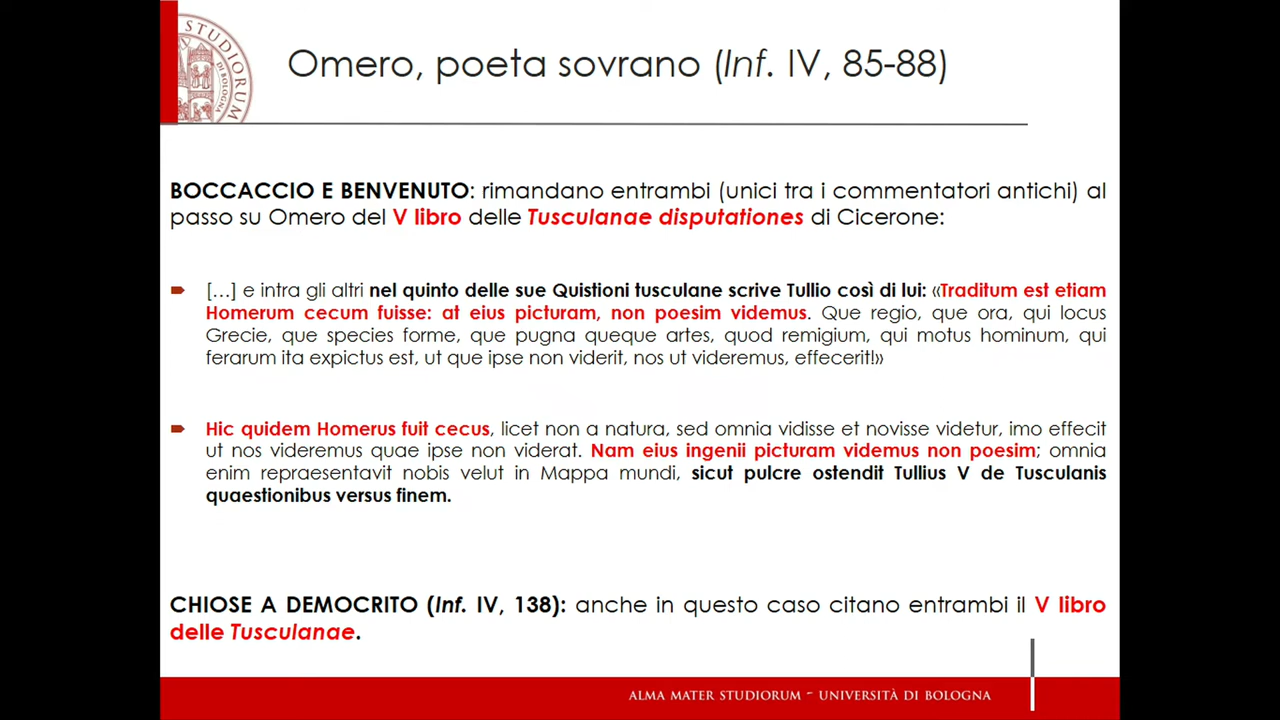 STUDIORUM
DI BOLOGNA
Omero, poeta sovrano (Inf. IV, 85-88)
BOCCACCIO E BENVENUTO: rimandano entrambi (unici tra i commentatori antichi) al
passo su Omero del V libro delle Tusculanae disputationes di Cicerone:
[…] e intra gli altri nel quinto delle sue Quistioni tusculane scrive Tullio così di lui: «Traditum est etiam
Homerum cecum fuisse: at eius picturam, non poesim videmus. Que regio, que ora, qui locus
Grecie, que species forme, que pugna queque artes, quod remigium, qui motus hominum, qui
ferarum ita expictus est, ut que ipse non viderit, nos ut videremus, effecerit!»
Hic quidem Homerus fuit cecus, licet non a natura, sed omnia vidisse et novisse videtur, imo effecit
ut nos videremus quae ipse non viderat. Nam eius ingenii picturam videmus non poesim; omnia
enim repraesentavit nobis velut in Mappa mundi, sicut pulcre ostendit Tullius V de Tusculanis
quaestionibus versus finem.
CHIOSE A DEMOCRITO (Inf. IV, 138): anche in questo caso citano entrambi il V libro
delle Tusculanae.
ALMA MATER STUDIORUM ~ UNIVERSITÀ DI BOLOGNA